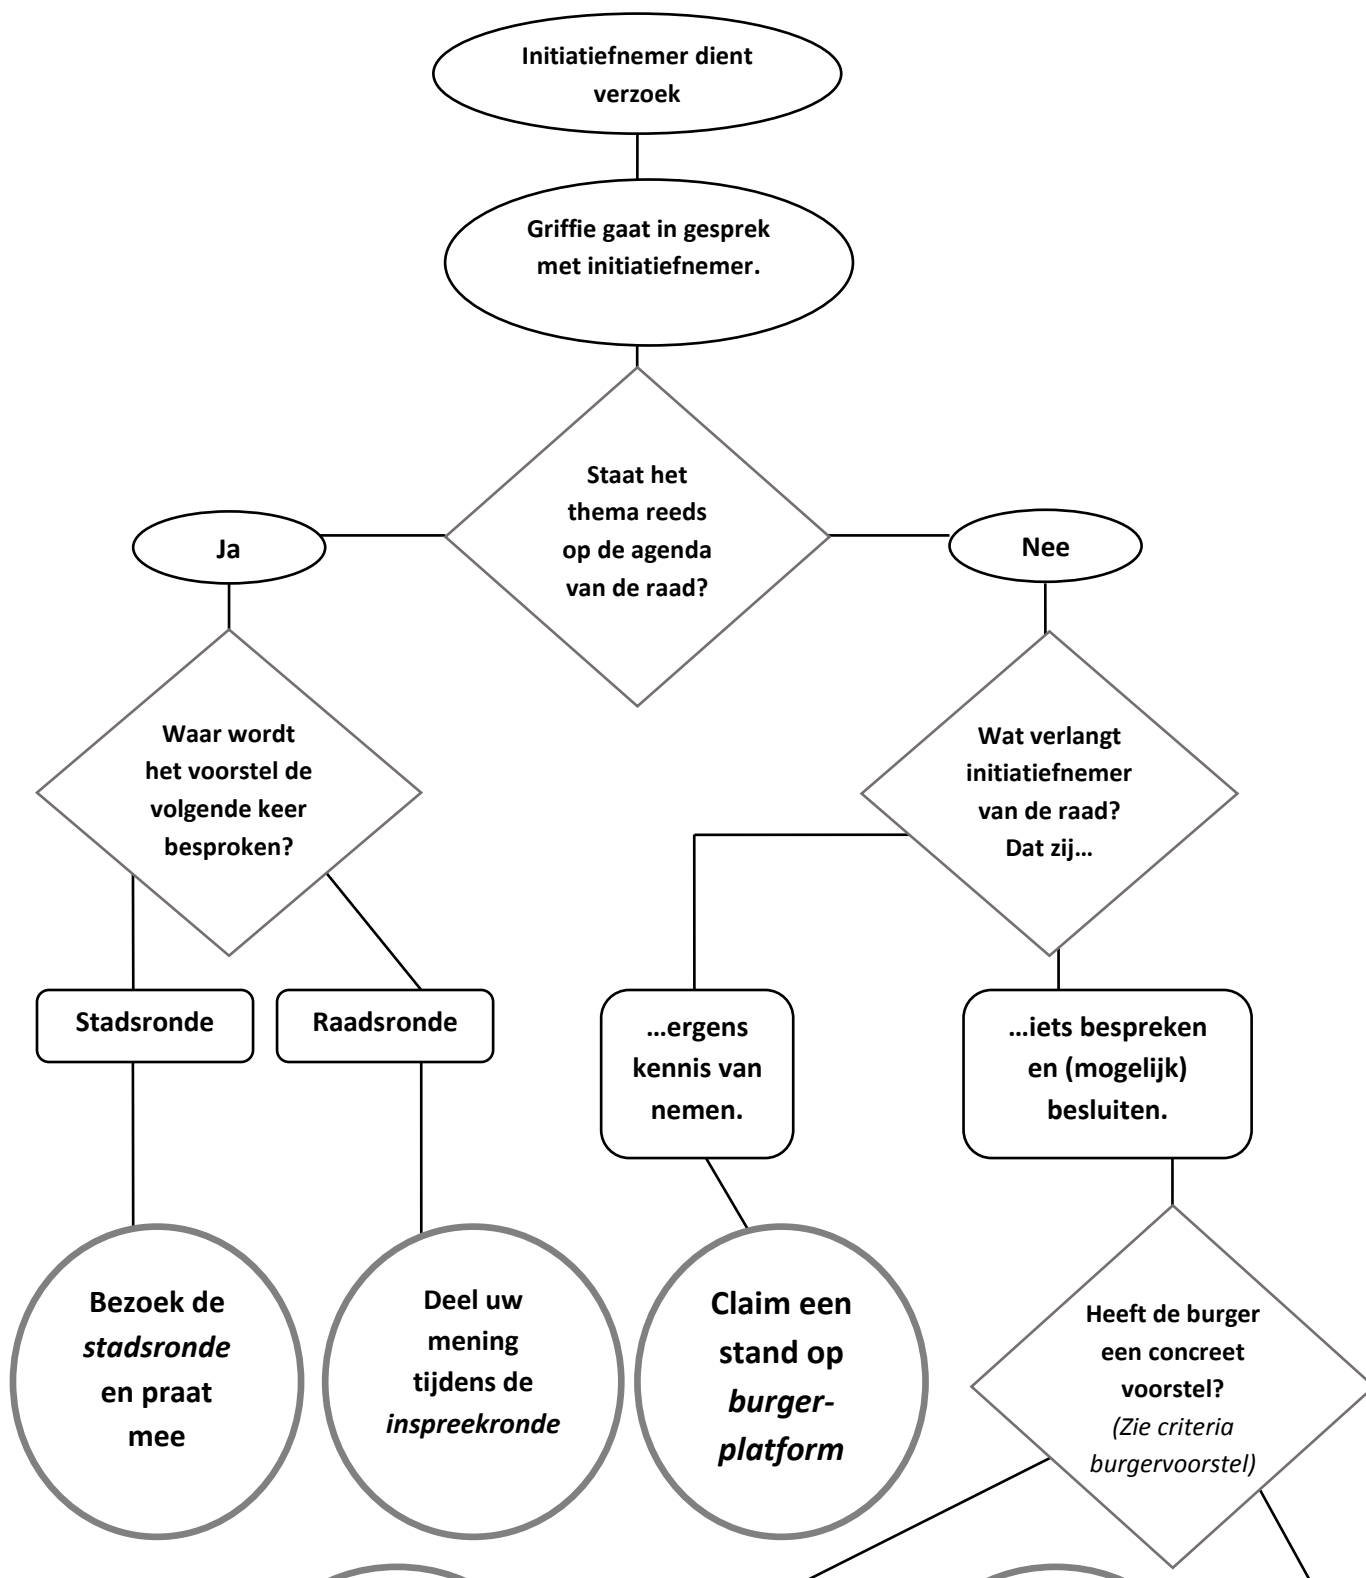 Initiatiefnemer dient
verzoek
Griffie gaat in gesprek
met initiatiefnemer.
Staat het
thema reeds
op de agenda
van de raad?
Ja
Nee
Waar wordt
het voorstel de
volgende keer
besproken?
Wat verlangt
initiatiefnemer
van de raad?
Dat zij…
Stadsronde
Raadsronde
…ergens
kennis van
nemen.
…iets bespreken
en (mogelijk)
besluiten.
Bezoek de
stadsronde
en praat
mee
Deel uw
mening
tijdens de
inspreekronde
Claim een
stand op
burger-
platform
Heeft de burger
een concreet
voorstel?
(Zie criteria
burgervoorstel)